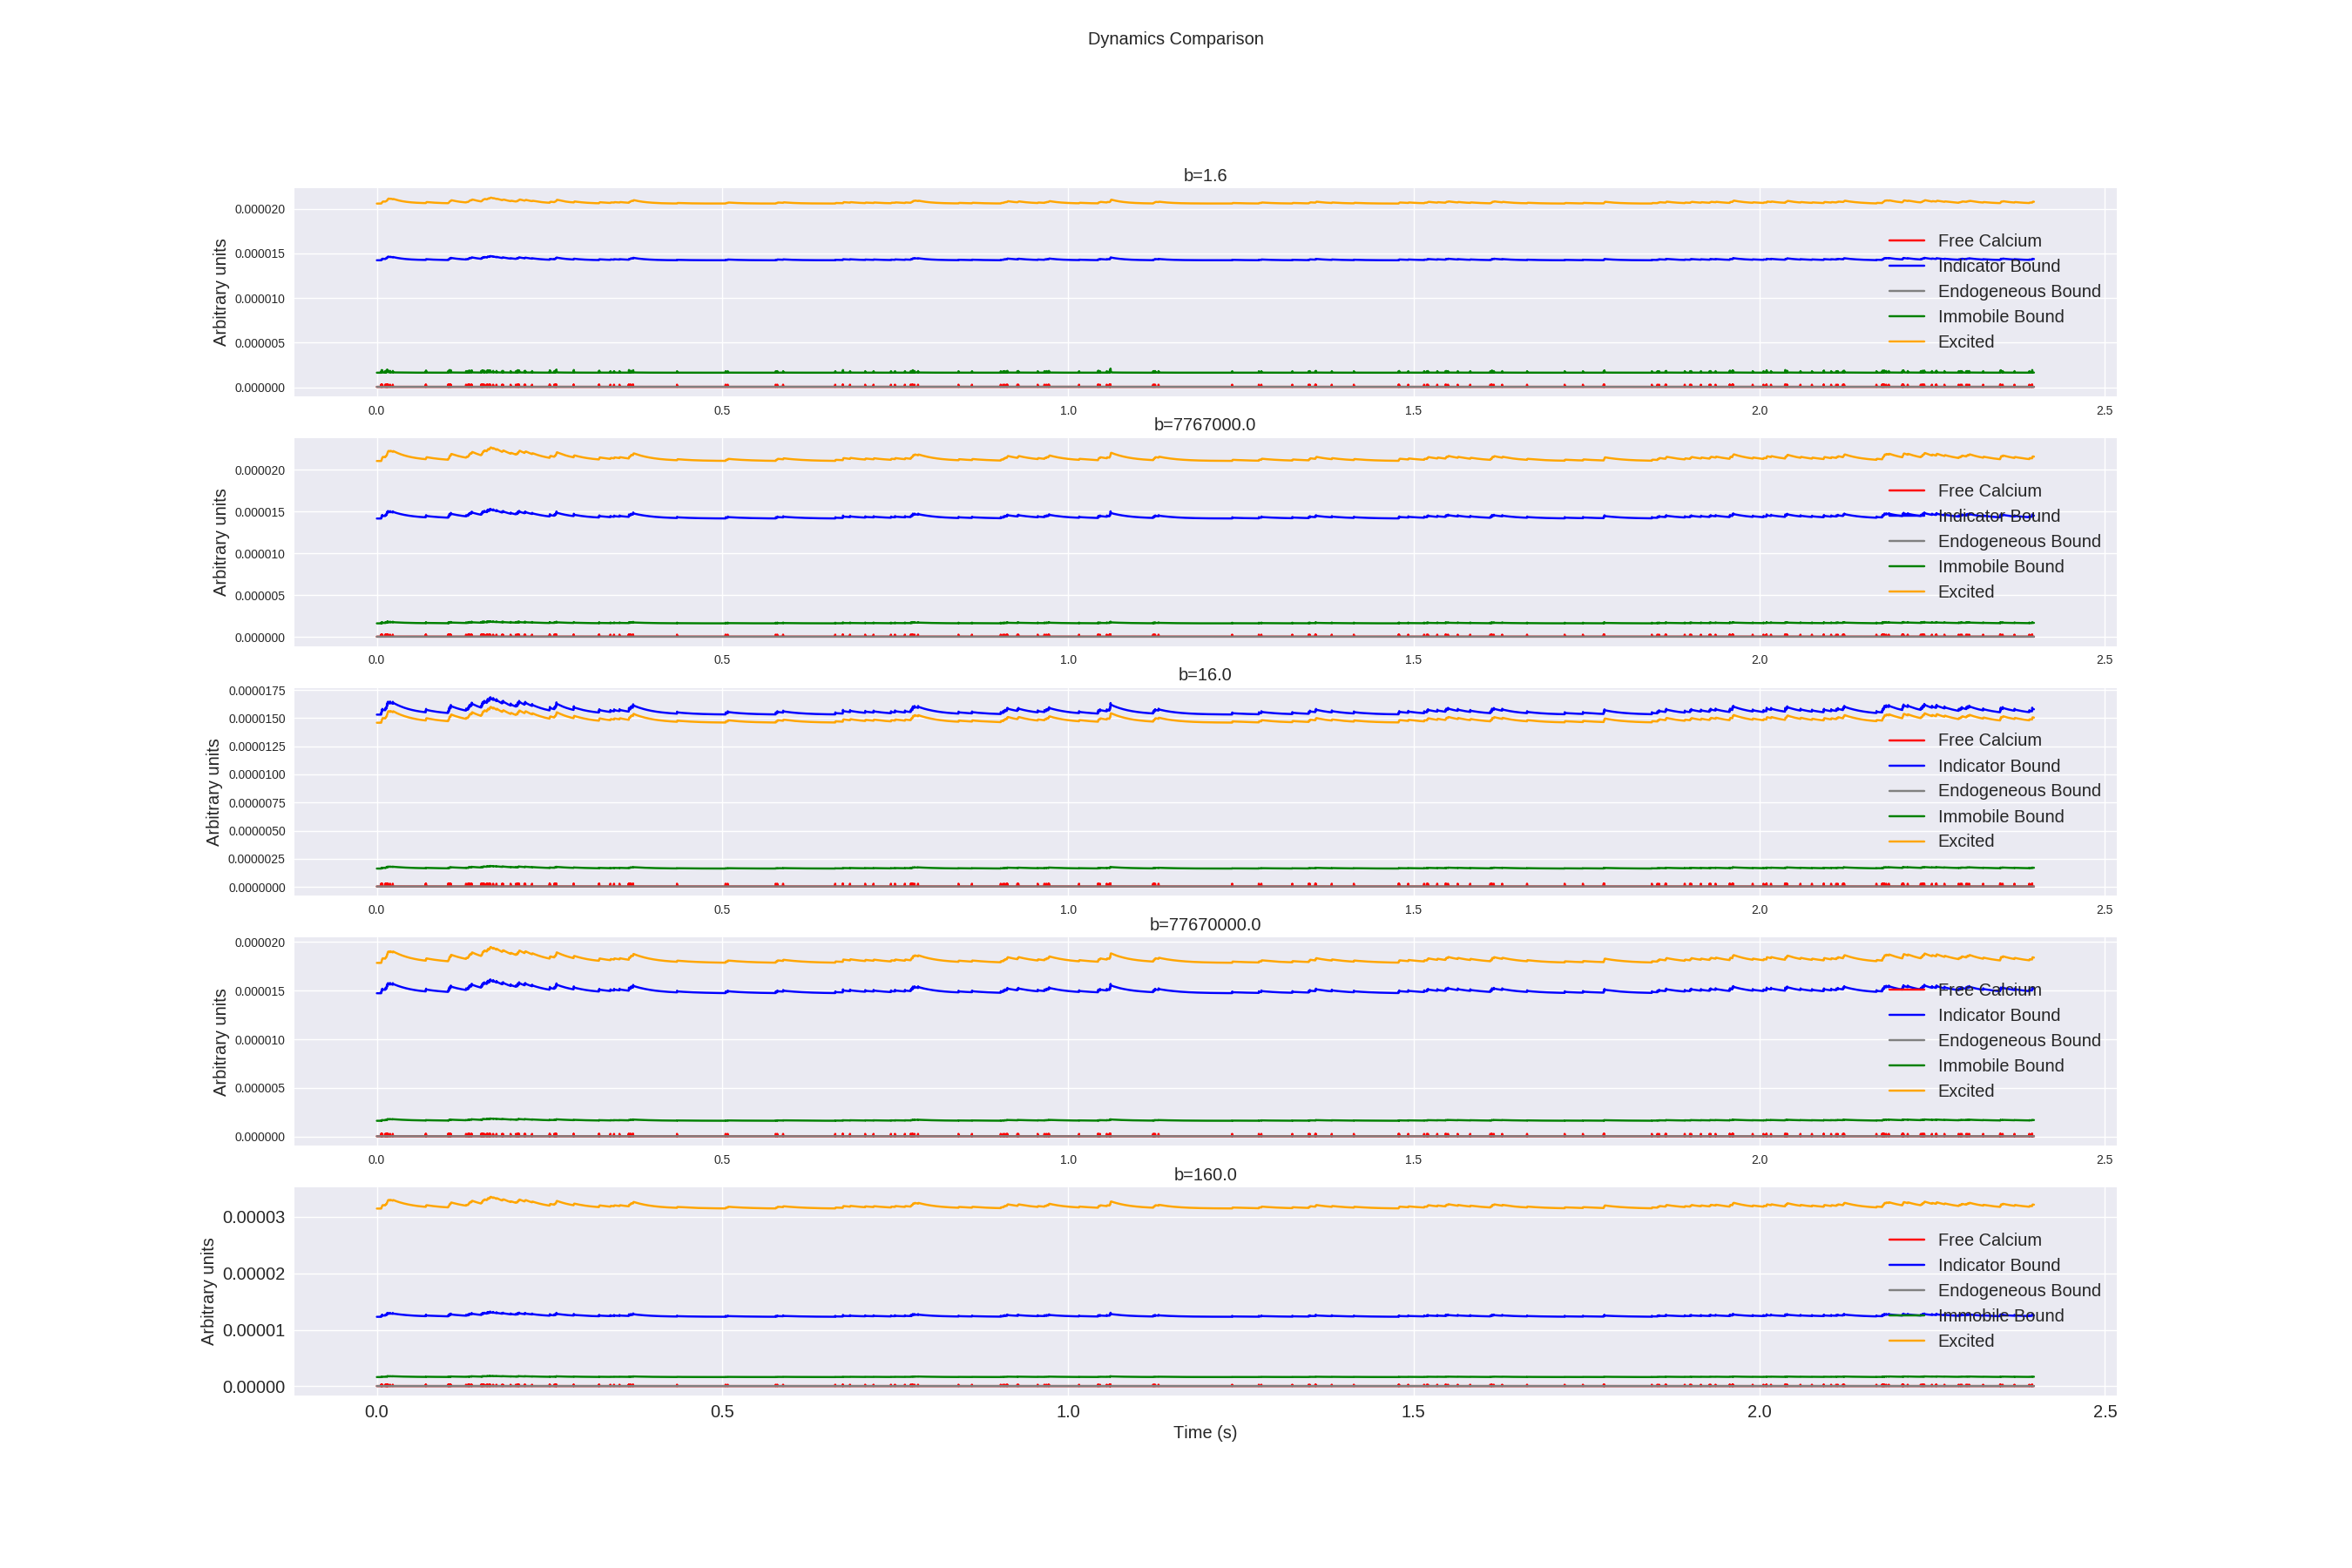 Dynamics Comparison
b=1.6
Arbitrary units
0.000020
0.000015
0.000010
0.000005
0.000000
Free Calcium
Indicator Bound
Endogeneous Bound
Immobile Bound
Excited
0.0 0.5 1.0 1.5 2.0 2.5
b=7767000.0
Arbitrary units
0.000020
0.000015
0.000010
0.000005
0.000000
Free Calcium
Indicator Bound
Endogeneous Bound
Immobile Bound
Excited
0.0 0.5 1.0 1.5 2.0 2.5
b=16.0
Arbitrary units
0.0000175
0.0000150
0.0000125
0.0000100
0.0000075
0.0000050
0.0000025
0.0000000
Free Calcium
Indicator Bound
Endogeneous Bound
Immobile Bound
Excited
0.0 0.5 1.0 1.5 2.0 2.5
b=77670000.0
Arbitrary units
0.000020
0.000015
0.000010
0.000005
0.000000
Free Calcium
Indicator Bound
Endogeneous Bound
Immobile Bound
Excited
0.0 0.5 1.0 1.5 2.0 2.5
b=160.0
Arbitrary units
0.00003
0.00002
0.00001
0.00000
Free Calcium
Indicator Bound
Endogeneous Bound
Immobile Bound
Excited
0.0 0.5 1.0 1.5 2.0 2.5
Time (s)